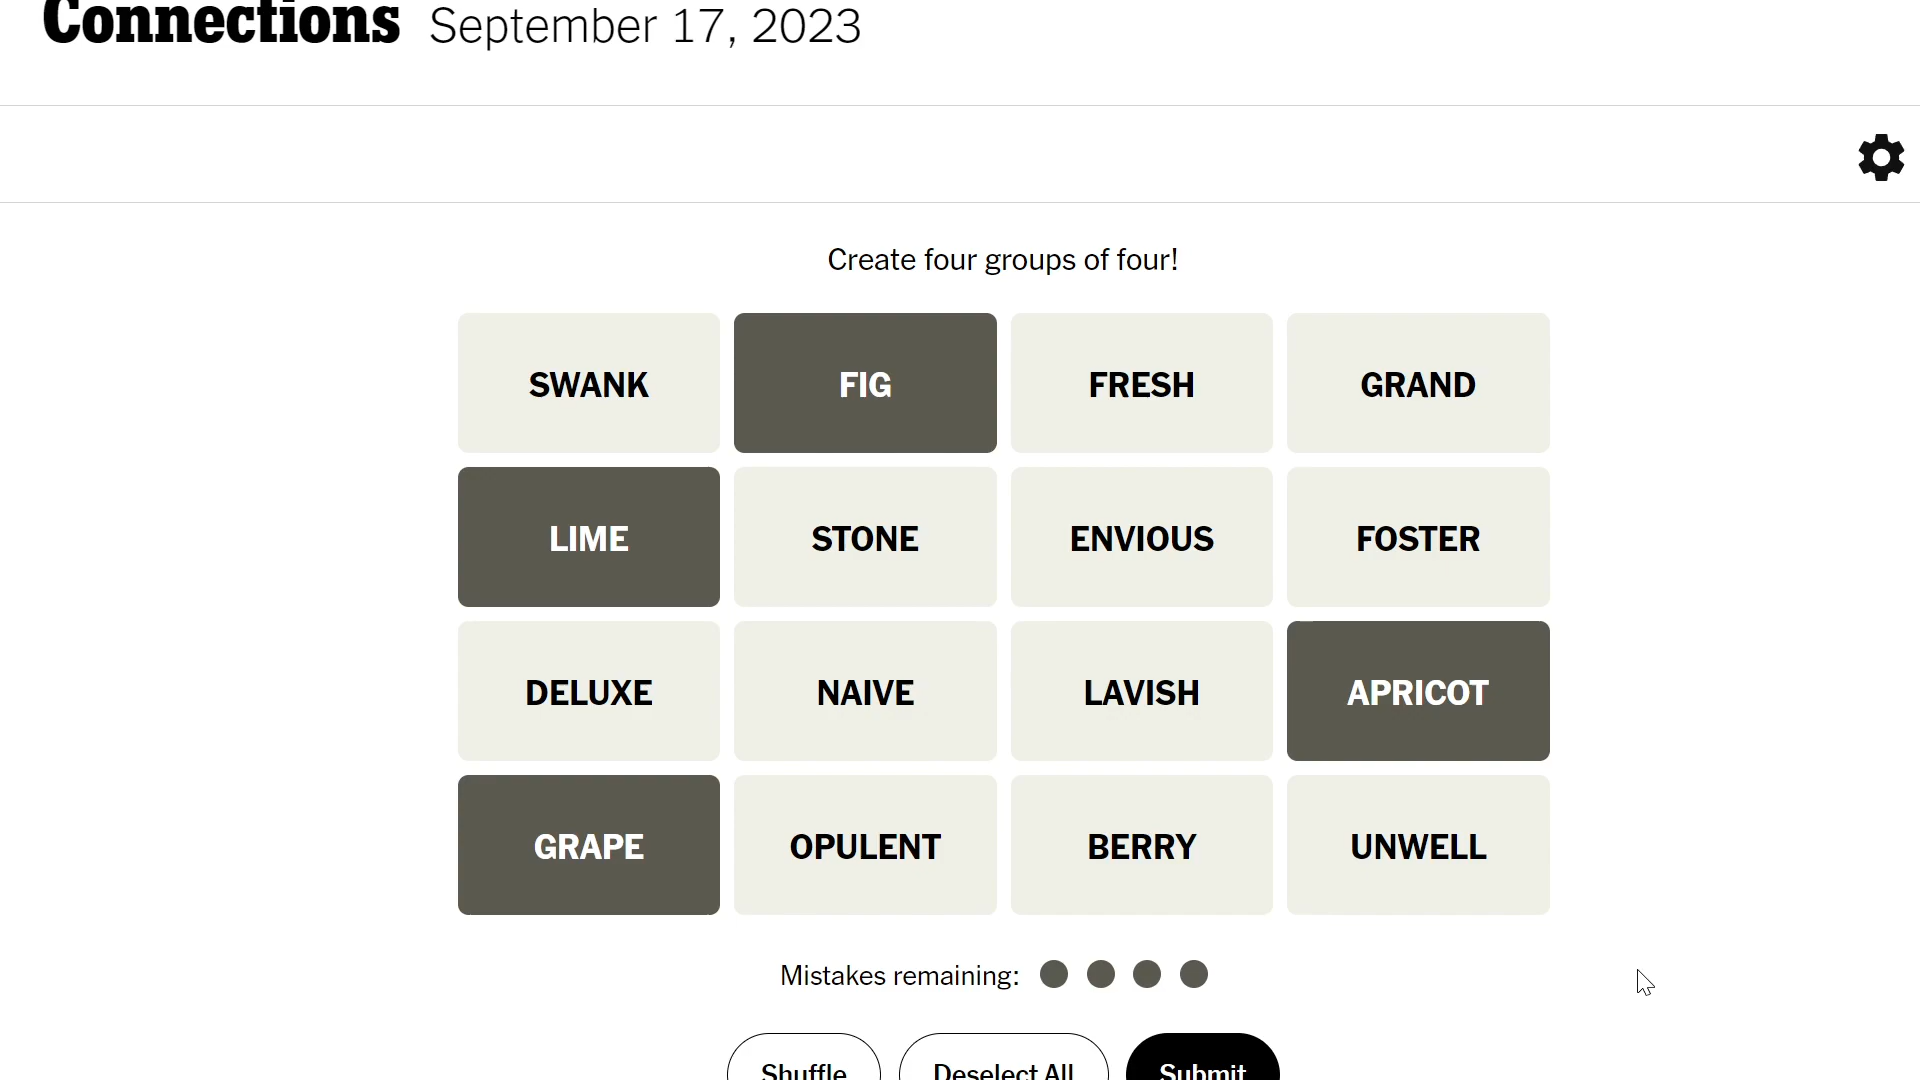 Connections September 17, 2023
Create four groups of four!
SWANK FIG FRESH GRAND
LIME STONE ENVIOUS FOSTER
DELUXE NAIVE LAVISH APRICOT
GRAPE OPULENT BERRY UNWELL
Mistakes remaining:
Shuffle Deselect All Submit